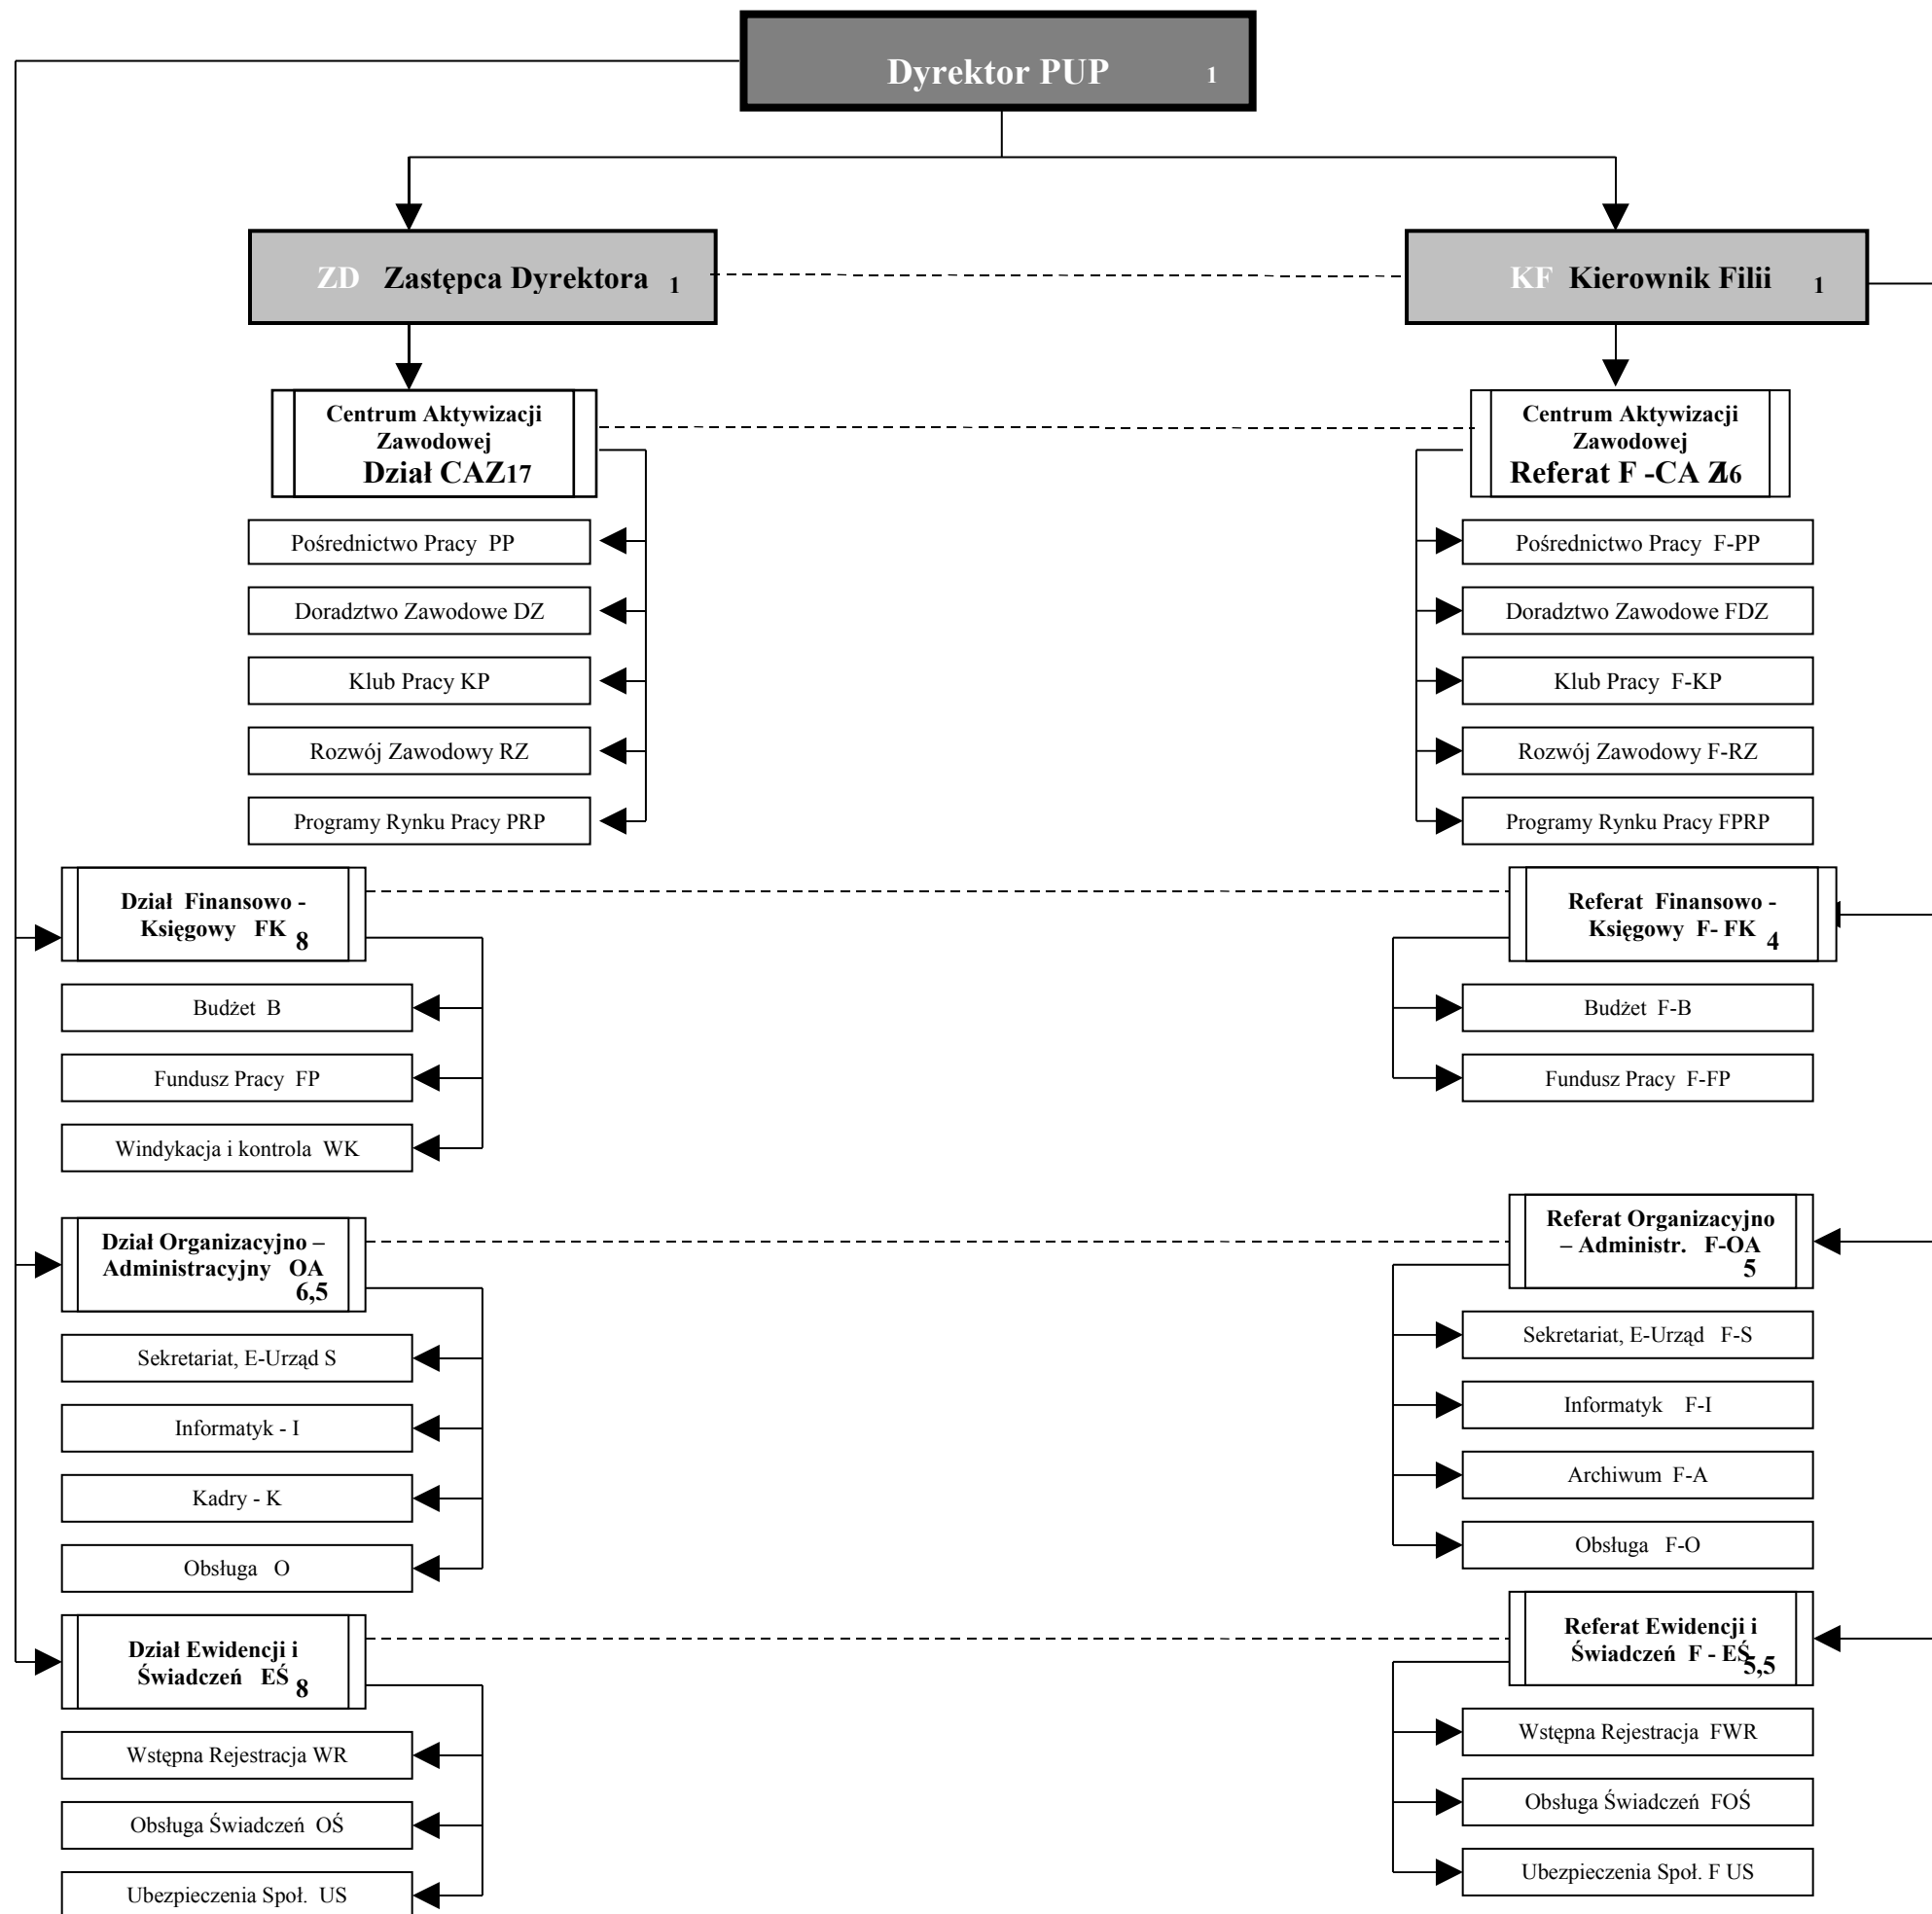 Dyrektor PUP 1
ZD Zastępca Dyrektora 1
KF Kierownik Filii 1
Centrum Aktywizacji
Zawodowej
Dział CAZ17
Pośrednictwo Pracy PP
Doradztwo Zawodowe DZ
Klub Pracy KP
Rozwój Zawodowy RZ
Programy Rynku Pracy PRP
Centrum Aktywizacji
Zawodowej
Referat F -CA Z
Pośrednictwo Pracy F-PP
Doradztwo Zawodowe FDZ
Klub Pracy F-KP
Rozwój Zawodowy F-RZ
Programy Rynku Pracy FPRP
Dział Finansowo -
Księgowy FK 8
Budżet B
Fundusz Pracy FP
Windykacja i kontrola WK
Referat Finansowo -
Księgowy F- FK 4
Budżet F-B
Fundusz Pracy F-FP
Dział Organizacyjno –
Administracyjny OA
6,5
Sekretariat, E-Urząd S
Informatyk - I
Kadry - K
Obsługa O
Referat Organizacyjno
– Administr. F-OA
5
Sekretariat, E-Urząd F-S
Informatyk F-I
Archiwum F-A
Obsługa F-O
Dział Ewidencji i
Świadczeń EŚ 8
Wstępna Rejestracja WR
Obsługa Świadczeń OŚ
Ubezpieczenia Społ. US
Referat Ewidencji i
Świadczeń F - EŚ 5,5
Wstępna Rejestracja FWR
Obsługa Świadczeń FOŚ
Ubezpieczenia Społ. F US